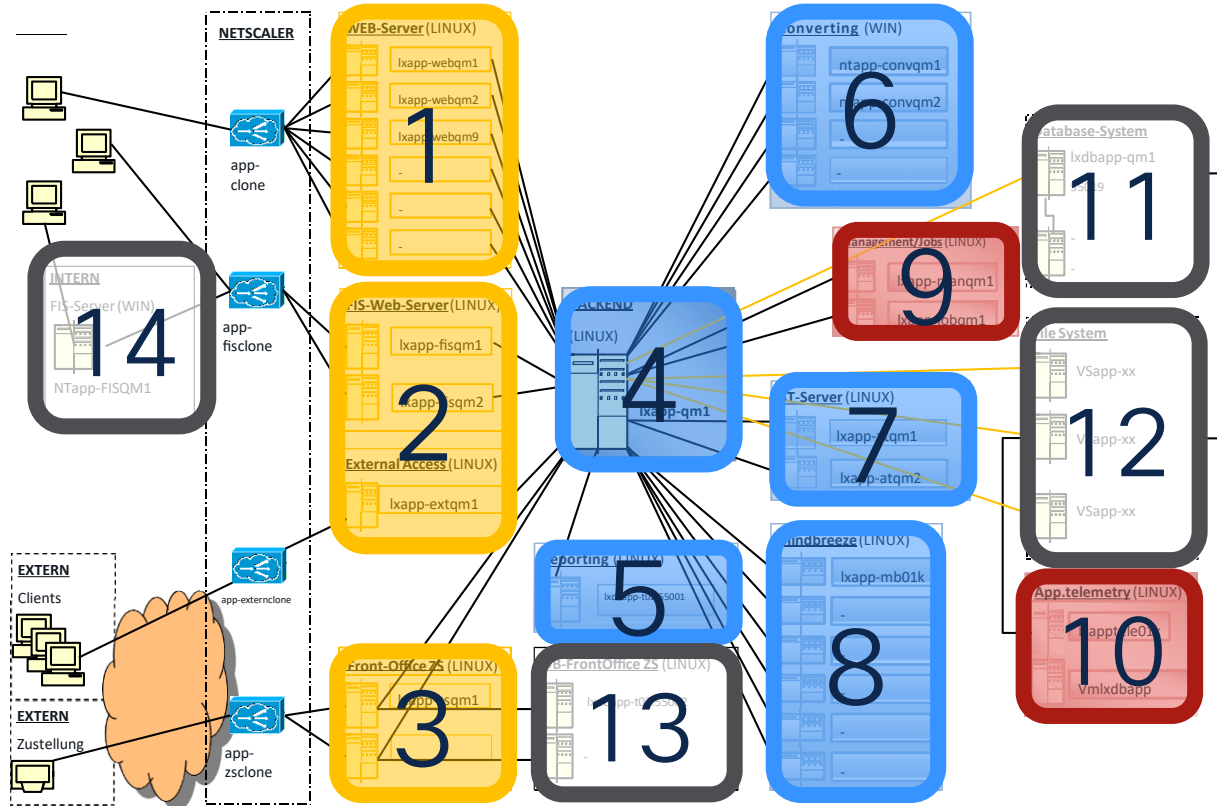 NETSCALER
app-
clone
app-
fisclone
app-externclone
app-
zsclone
INTERN
FIS-Server (WIN)
14
NTapp-FISQM1
EXTERN
Clients
EXTERN
Zustellung
WEB-Server (LINUX)
lxapp-webqm1
lxapp-webqm2
lxapp-webqm9
1
-
-
-
FIS-Web-Server (LINUX)
lxapp-fisqm1
lxapp-fisqm2
2
External Access (LINUX)
lxapp-extqm1
Front-Office ZS (LINUX)
3
BACKEND
(LINUX)
4
lxapp-qm1
Reporting (LINUX)
5
FrontOffice ZS (LINUX)
13
-
Converting (WIN)
ntapp-convqm1
ntapp-convqm2
6
-
-
Management/Jobs (LINUX)
9
(LINUX)
lxapp-atqm1
7
lxapp-atqm2
Mindbreeze (LINUX)
lxapp-mb01k
-
-
8
-
-
-
Database-System
lxdbapp-qm1
11
-
-
File System
VSapp-xx
VSapp-xx
12
VSapp-xx
App.telemetry (LINUX)
10
Vmlxdbapp